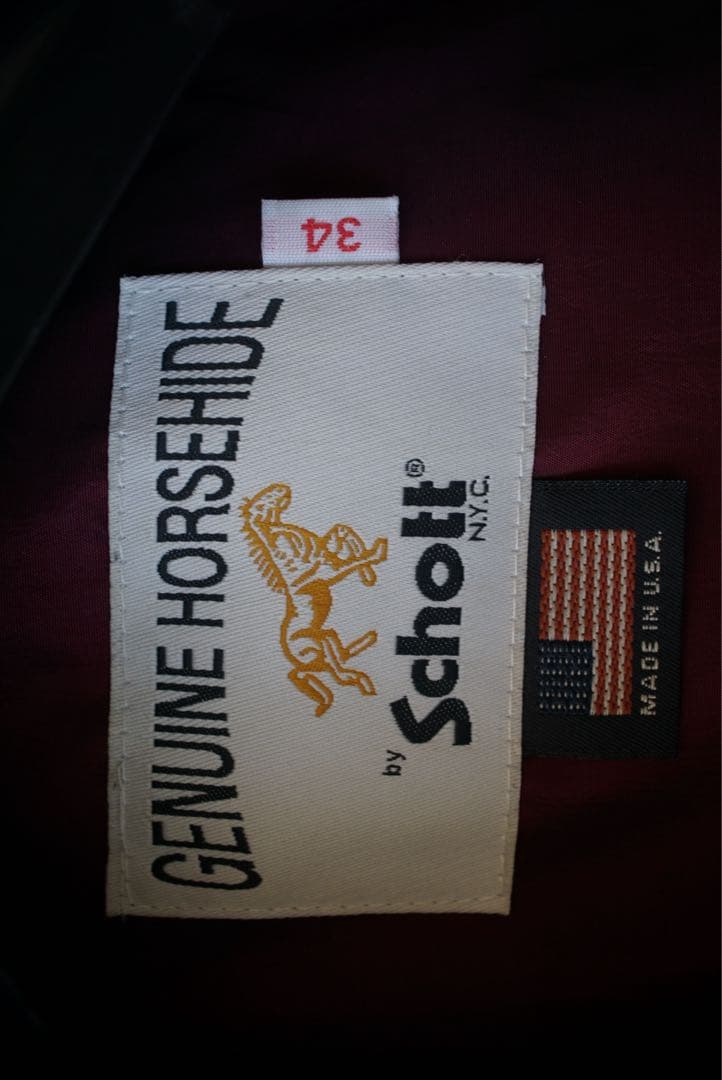 GENUINE HORSEHIDE
by Schott®
N.Y.C.
34
MADE IN U.S.A.